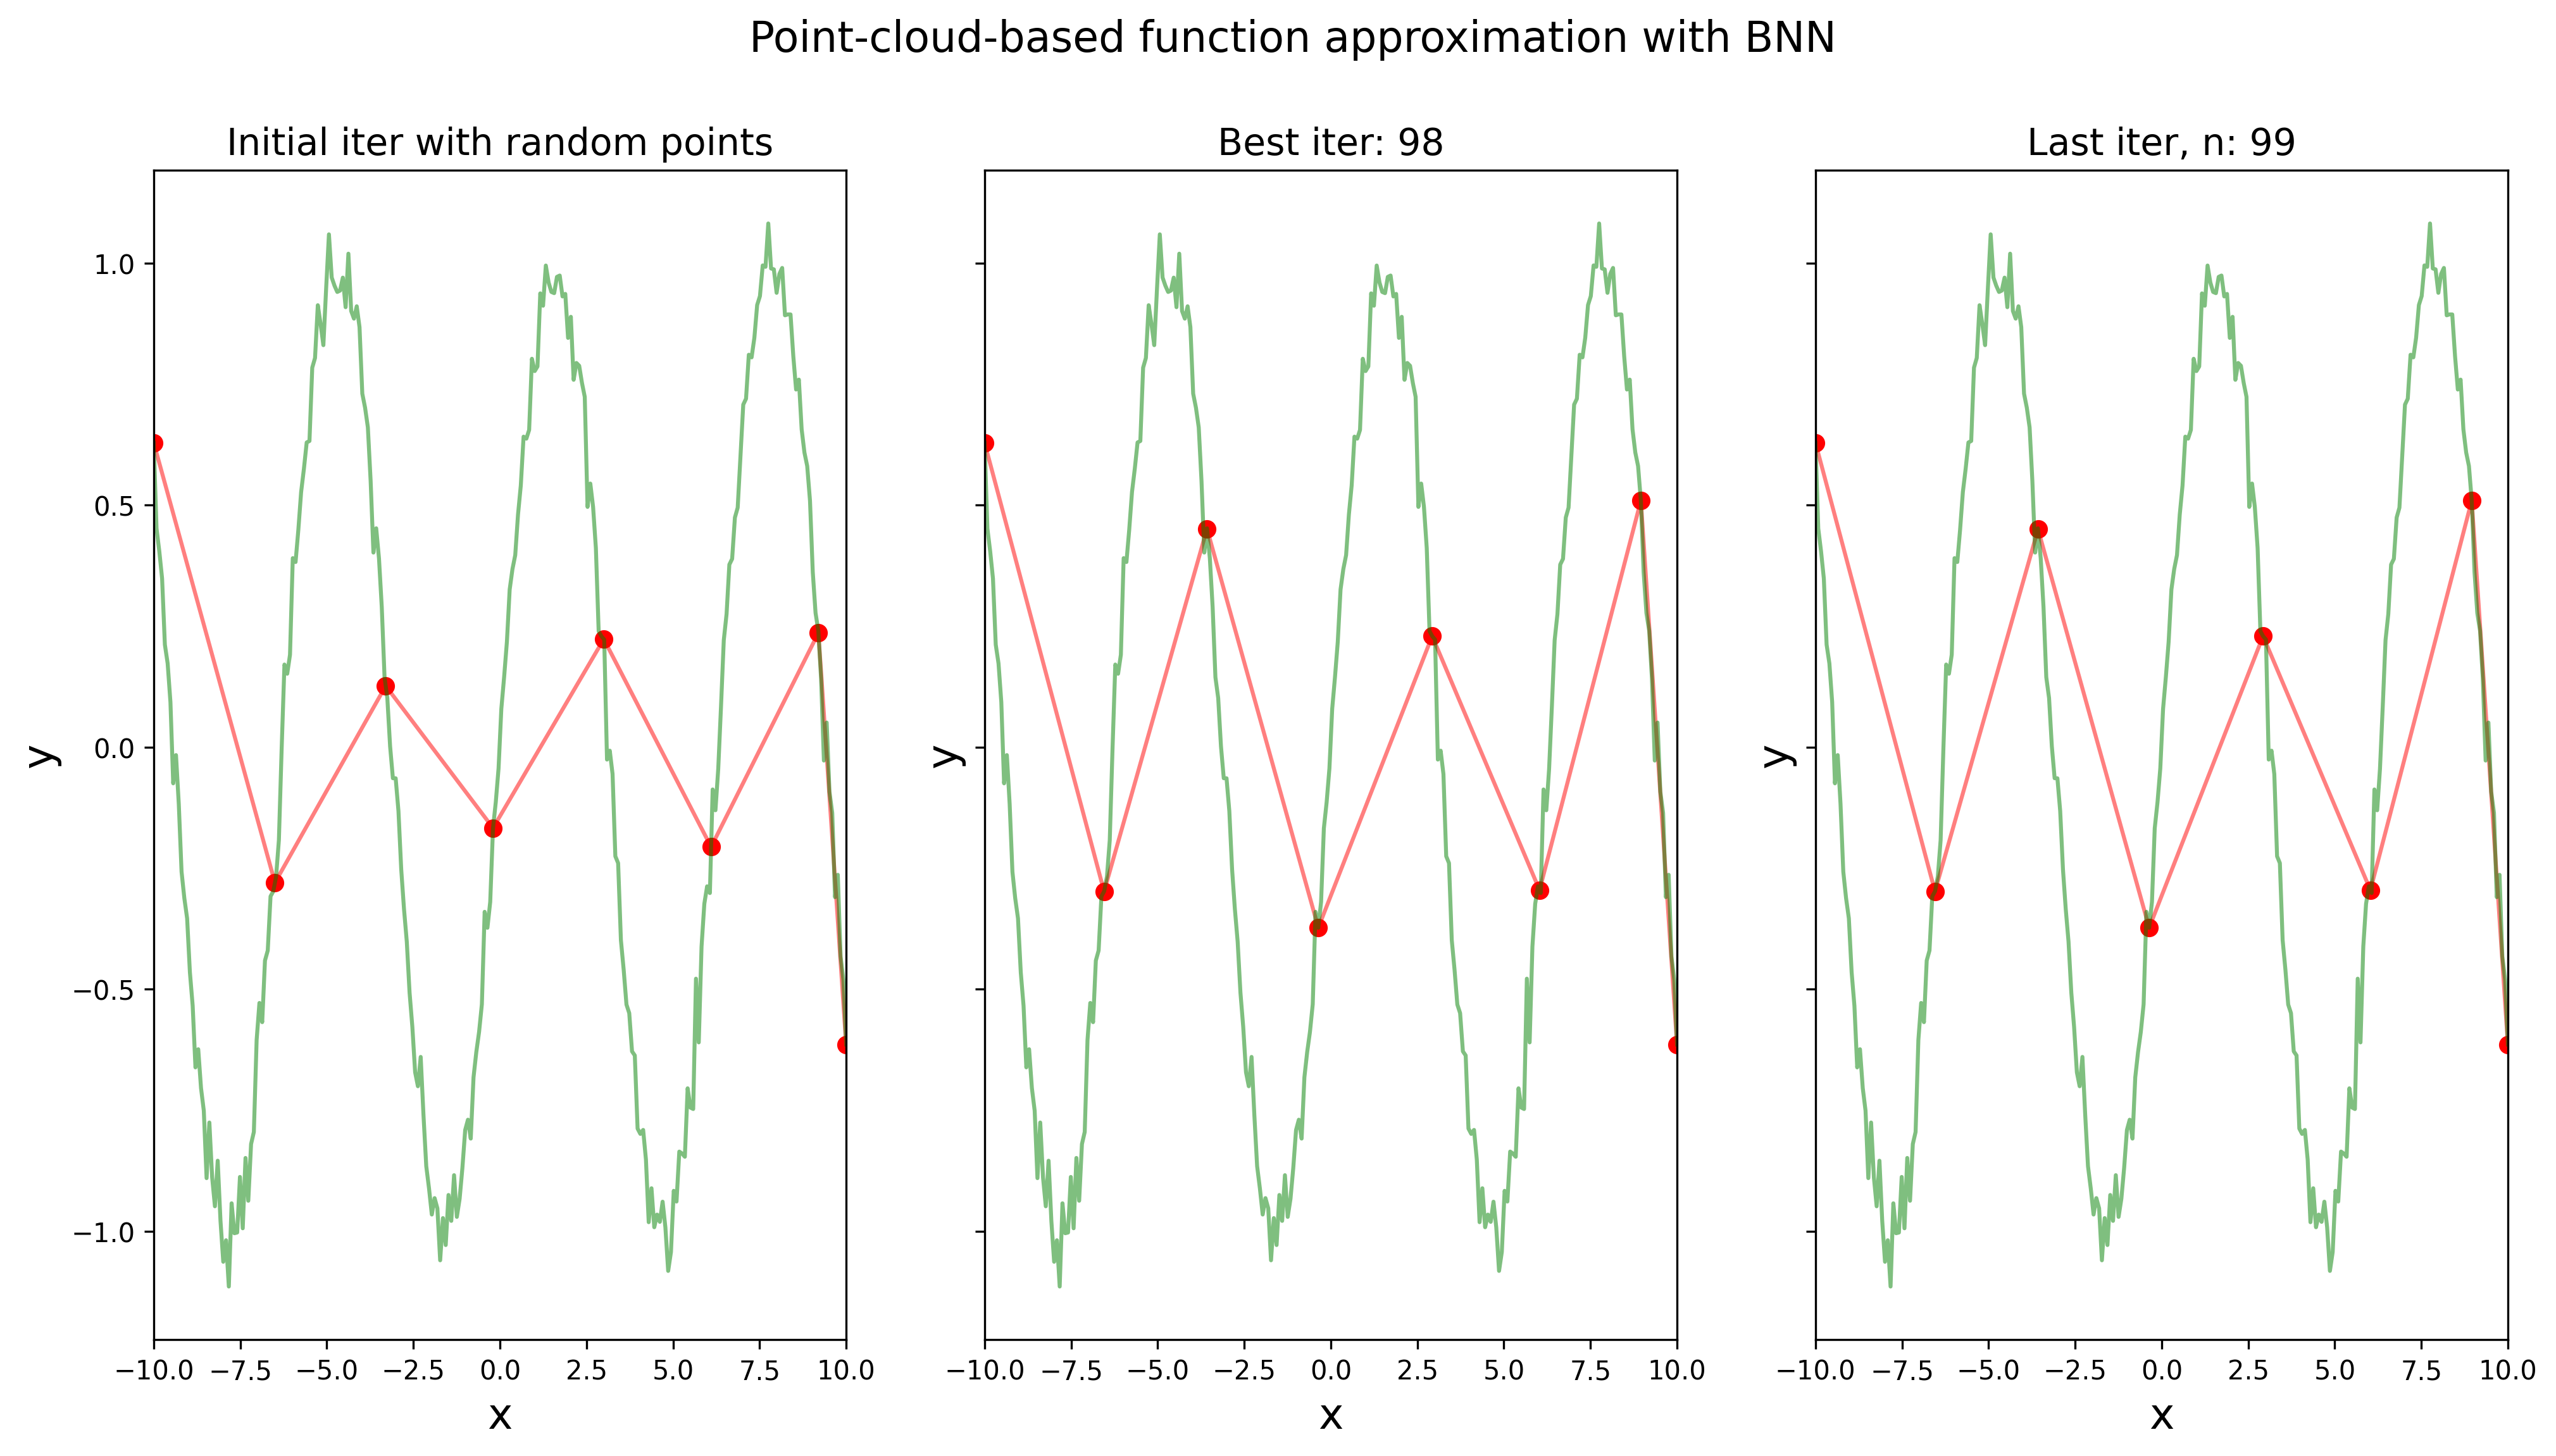 Point-cloud-based function approximation with BNN
Initial iter with random points
Best iter: 98
Last iter, n: 99
y
1.0
0.5
0.0
−0.5
−1.0
−10.0 −7.5 −5.0 −2.5 0.0 2.5 5.0 7.5 10.0
x
y
−10.0 −7.5 −5.0 −2.5 0.0 2.5 5.0 7.5 10.0
x
y
−10.0 −7.5 −5.0 −2.5 0.0 2.5 5.0 7.5 10.0
x